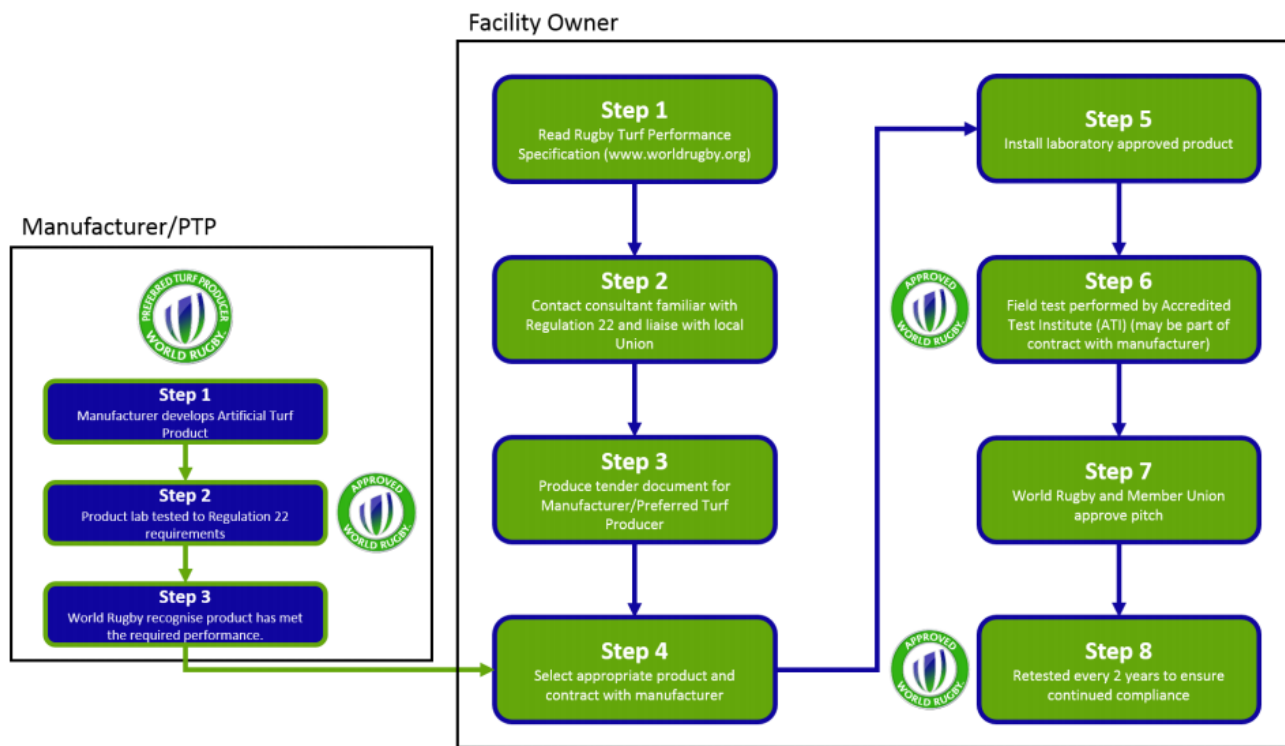 Facility Owner
Manufacturer/PTP
PREFERRED TURF PRODUCER
WORLD RUGBY.
Step 1
Manufacturer develops Artificial Turf
Product
Step 2
Product lab tested to Regulation 22
requirements
APPROVED
WORLD RUGBY.
Step 3
World Rugby recognise product has met
the required performance.
Step 1
Read Rugby Turf Performance
Specification (www.worldrugby.org)
Step 2
Contact consultant familiar with
Regulation 22 and liaise with local
Union
Step 3
Produce tender document for
Manufacturer/Preferred Turf
Producer
Step 4
Select appropriate product and
contract with manufacturer
Step 5
Install laboratory approved product
APPROVED
WORLD RUGBY.
Step 6
Field test performed by Accredited
Test Institute (ATI) (may be part of
contract with manufacturer)
Step 7
World Rugby and Member Union
approve pitch
APPROVED
WORLD RUGBY.
Step 8
Retested every 2 years to ensure
continued compliance